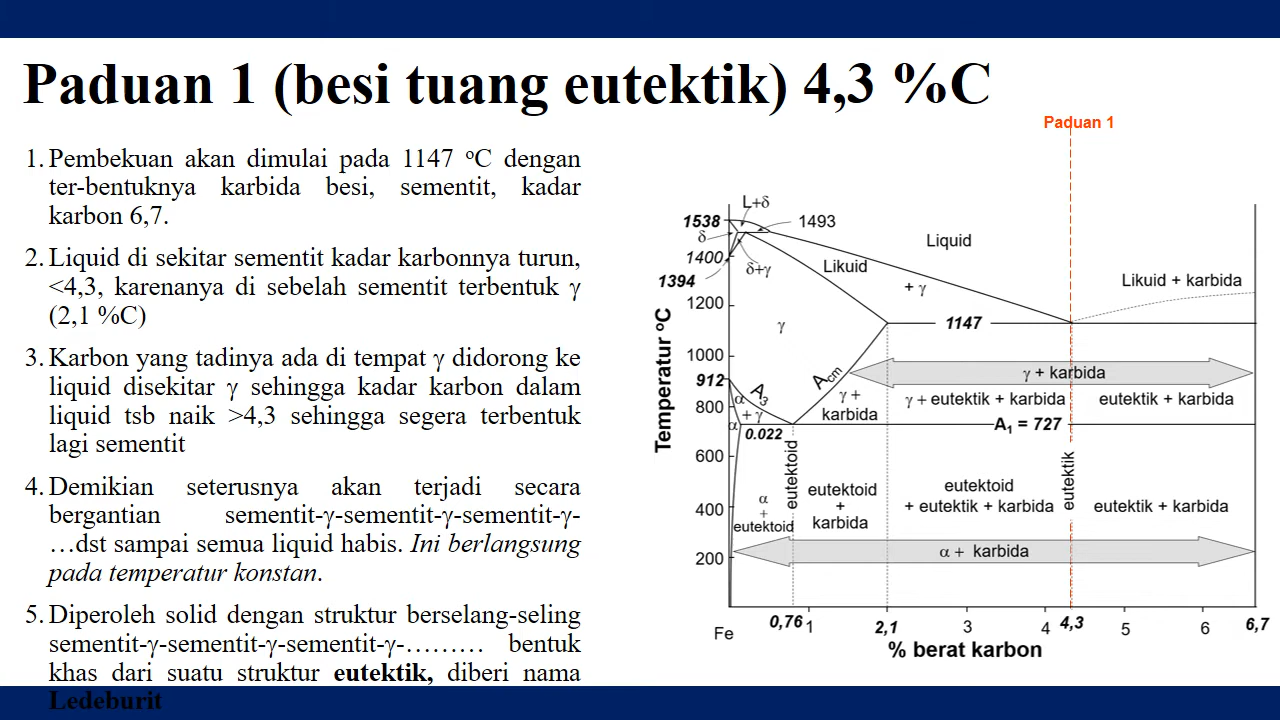 Paduan 1 (besi tuang eutektik) 4,3 %C
1. Pembekuan akan dimulai pada 1147 ºC dengan
ter-bentuknya karbida besi, sementit, kadar
karbon 6,7.
2. Liquid di sekitar sementit kadar karbonnya turun,
<4,3, karenanya di sebelah sementit terbentuk γ
(2,1 %C)
3. Karbon yang tadinya ada di tempat γ didorong ke
liquid disekitar γ sehingga kadar karbon dalam
liquid tsb naik >4,3 sehingga segera terbentuk
lagi sementit
4. Demikian seterusnya akan terjadi secara
bergantian sementit-γ-sementit-γ-sementit-γ-
…dst sampai semua liquid habis. Ini berlangsung
pada temperatur konstan.
5. Diperoleh solid dengan struktur berselang-seling
sementit-γ-sementit-γ-sementit-γ-……… bentuk
khas dari suatu struktur eutektik, diberi nama
Ledeburit
Paduan 1
L+δ
1538
1493
δ
Liquid
1400
δ+γ
Likuid
+ γ
1394
Likuid + karbida
1200
Temperatur ºC
γ
1147
1000
912
Acm
γ + karbida
A3
α
+ γ
800
γ +
karbida
γ + eutektik + karbida
eutektik + karbida
α
0.022
A1 = 727
600
eutektoid
eutektik
400
α
+
eutektoid
eutektoid
+
karbida
eutektoid
+ eutektik + karbida
eutektik + karbida
200
α + karbida
Fe
0,76
1
2,1
3
4
4,3
5
6
6,7
% berat karbon